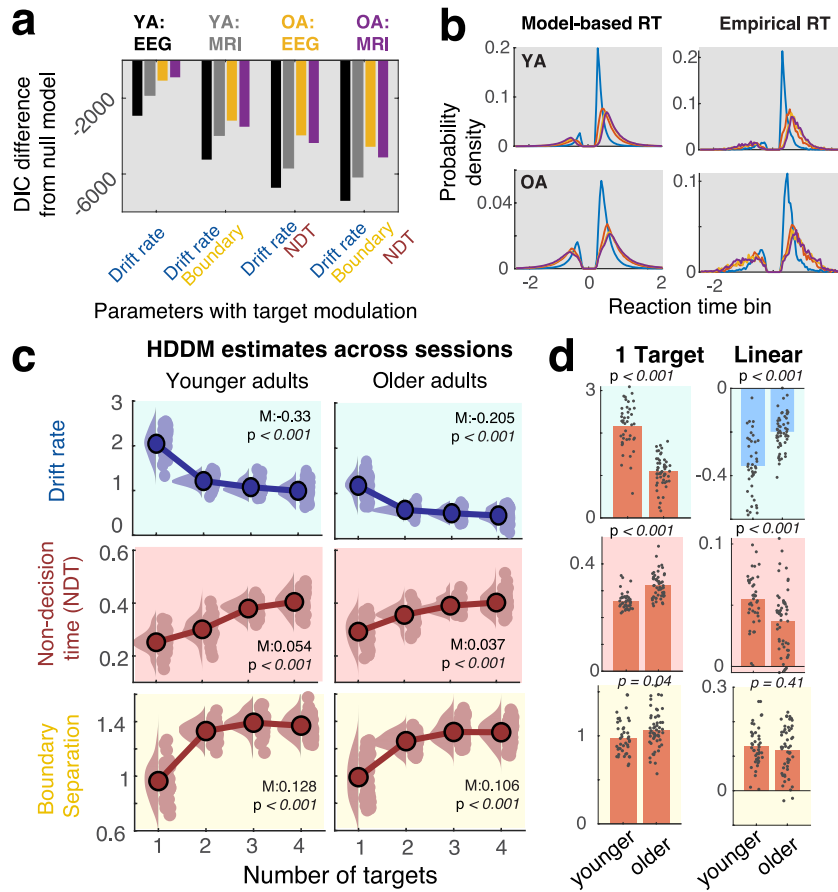 a
YA: YA: OA: OA:
EEG MRI EEG MRI
DIC difference
from null model
-2000
-6000
Drift rate
Drift rate
Boundary
Drift rate
NDT
Drift rate
Boundary
NDT
Parameters with target modulation
b
Model-based RT
Empirical RT
Probability
density
0.2
0.1
0
YA
0.2
0.1
0
0.04
0
OA
0.1
0
-2 0 2
-2 2
Reaction time bin
c
HDDM estimates across sessions
Younger adults
Older adults
Drift rate
3
2
1
0
M:-0.33
p < 0.001
M:-0.205
p < 0.001
Non-decision
time (NDT)
0.6
0.4
0.2
M:0.054
p < 0.001
M:0.037
p < 0.001
Boundary
Separation
1.4
1
0.6
M:0.128
p < 0.001
M:0.106
p < 0.001
1 2 3 4
1 2 3 4
Number of targets
d
1 Target
Linear
p < 0.001
p < 0.001
3
0
0
-0.4
p < 0.001
p < 0.001
0.4
0
0.1
0
p = 0.04
p = 0.41
1
0
0.3
0
younger
older
younger
older